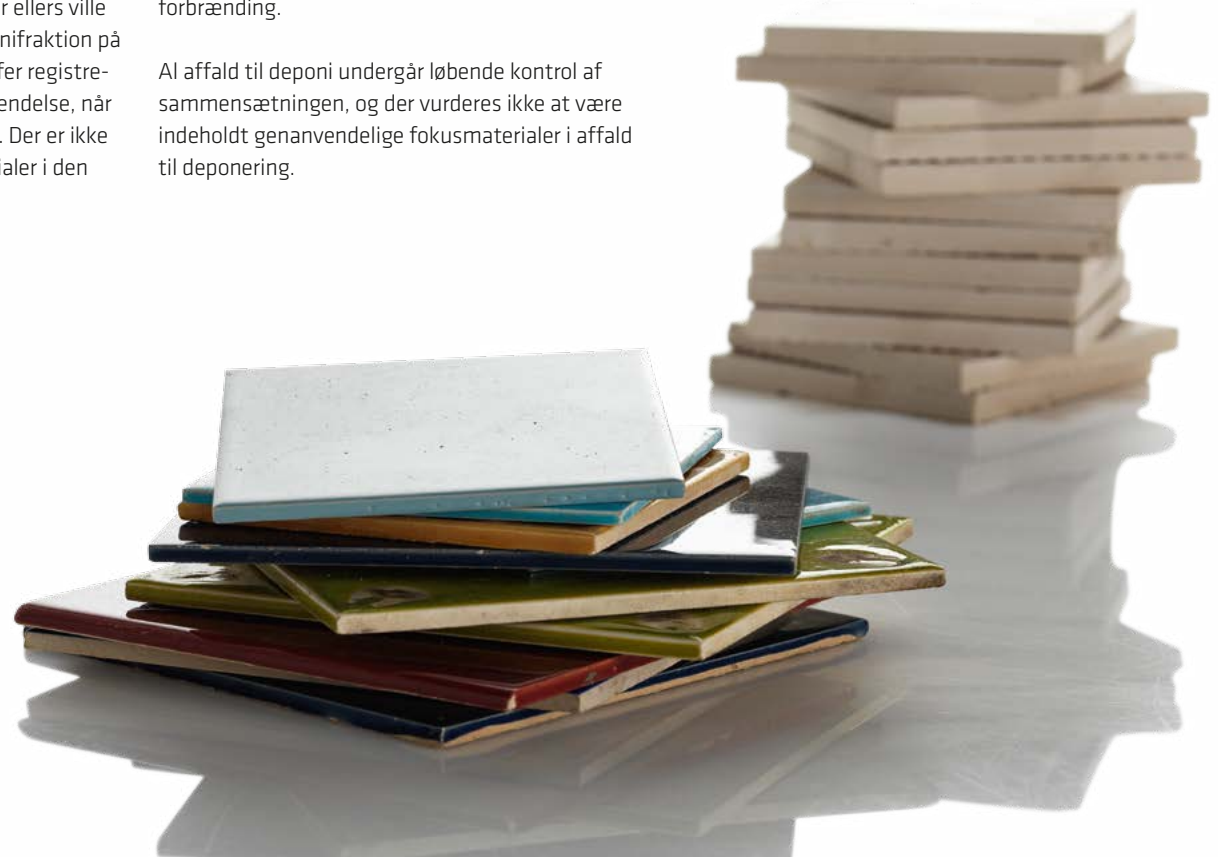 r ellers ville
nifraktion på
fer registre-
endelse, når
. Der er ikke
ialer i den
forbrænding.
Al affald til deponi undergår løbende kontrol af
sammensætningen, og der vurderes ikke at være
indeholdt genanvendelige fokusmaterialer i affald
til deponering.